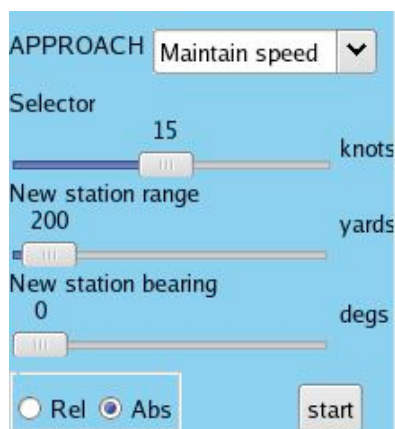 APPROACH Maintain speed
Selector
15
knots
New station range
200
yards
New station bearing
0
degs
Rel Abs start